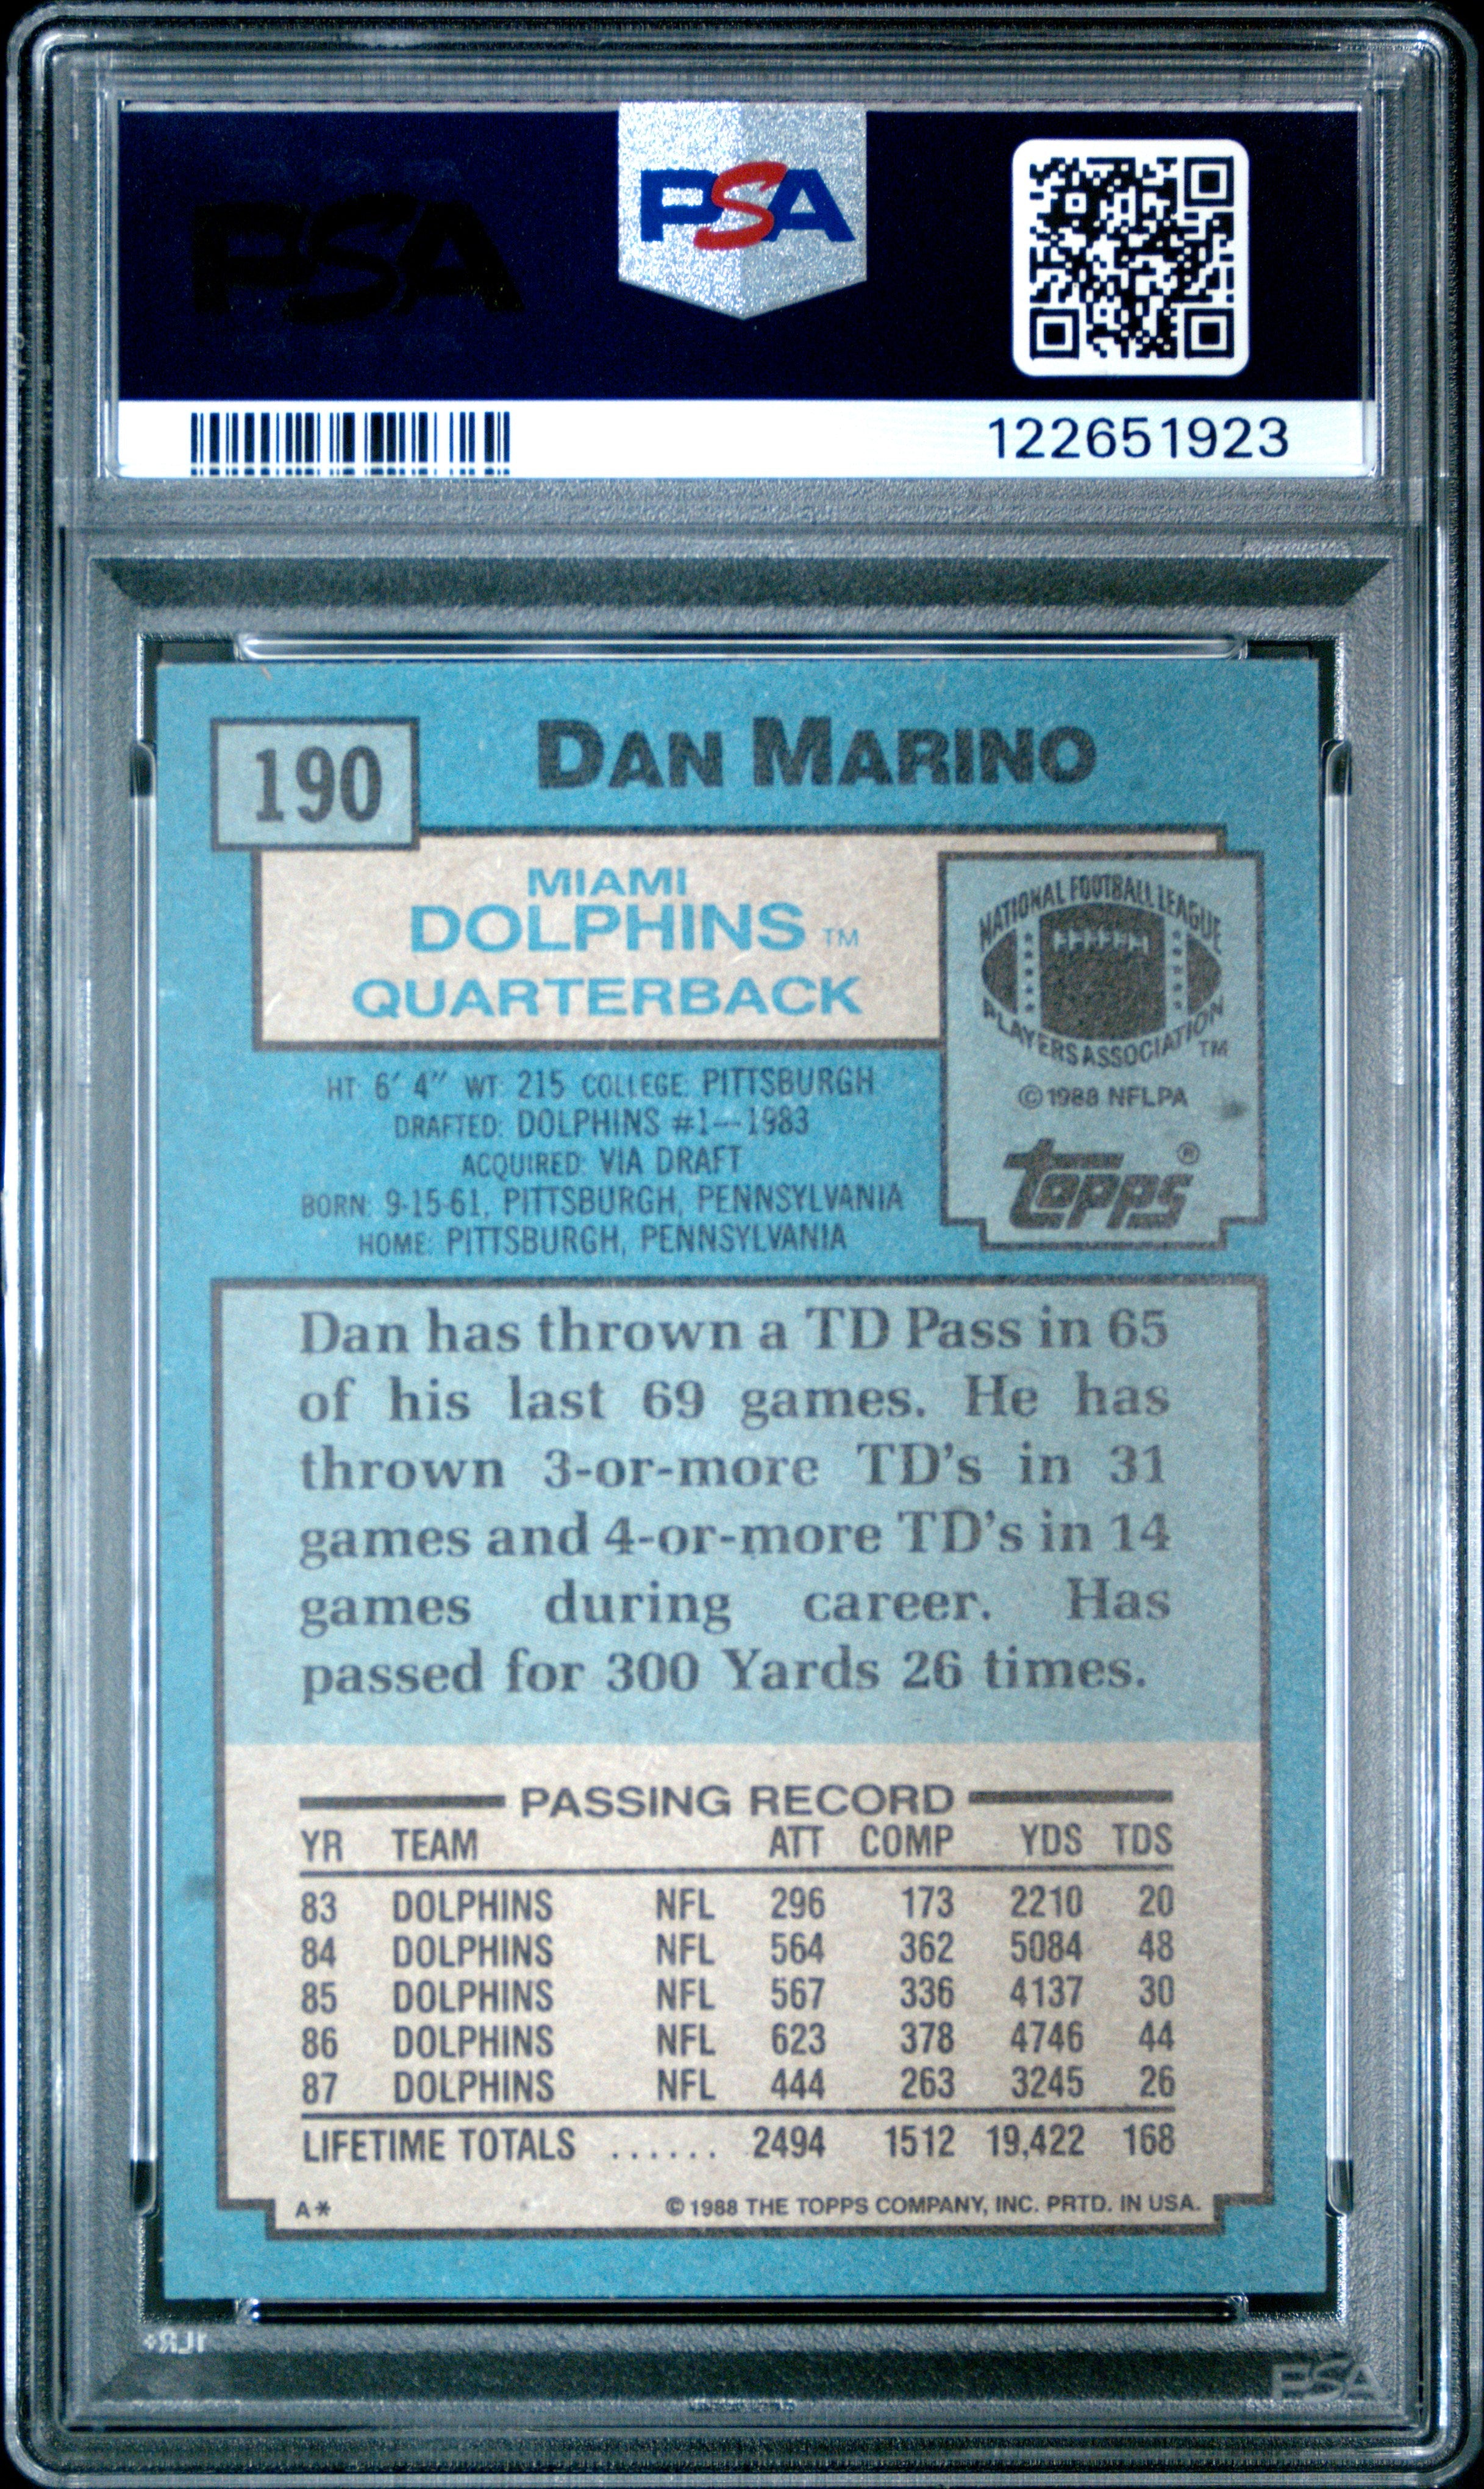 PSA
PSA
122651923
190
DAN MARINO
MIAMI
DOLPHINS TM
QUARTERBACK
NATIONAL FOOTBALL LEAGUE
PLAYERS ASSOCIATION TM
© 1988 NFLPA
topps®
HT: 6' 4" WT: 215 COLLEGE: PITTSBURGH
DRAFTED: DOLPHINS #1—1983
ACQUIRED: VIA DRAFT
BORN: 9-15-61, PITTSBURGH, PENNSYLVANIA
HOME: PITTSBURGH, PENNSYLVANIA
Dan has thrown a TD Pass in 65
of his last 69 games. He has
thrown 3-or-more TD's in 31
games and 4-or-more TD's in 14
games during career. Has
passed for 300 Yards 26 times.
PASSING RECORD
YR TEAM ATT COMP YDS TDS
83 DOLPHINS NFL 296 173 2210 20
84 DOLPHINS NFL 564 362 5084 48
85 DOLPHINS NFL 567 336 4137 30
86 DOLPHINS NFL 623 378 4746 44
87 DOLPHINS NFL 444 263 3245 26
LIFETIME TOTALS ...... 2494 1512 19,422 168
A* © 1988 THE TOPPS COMPANY, INC. PRTD. IN USA.
PSA